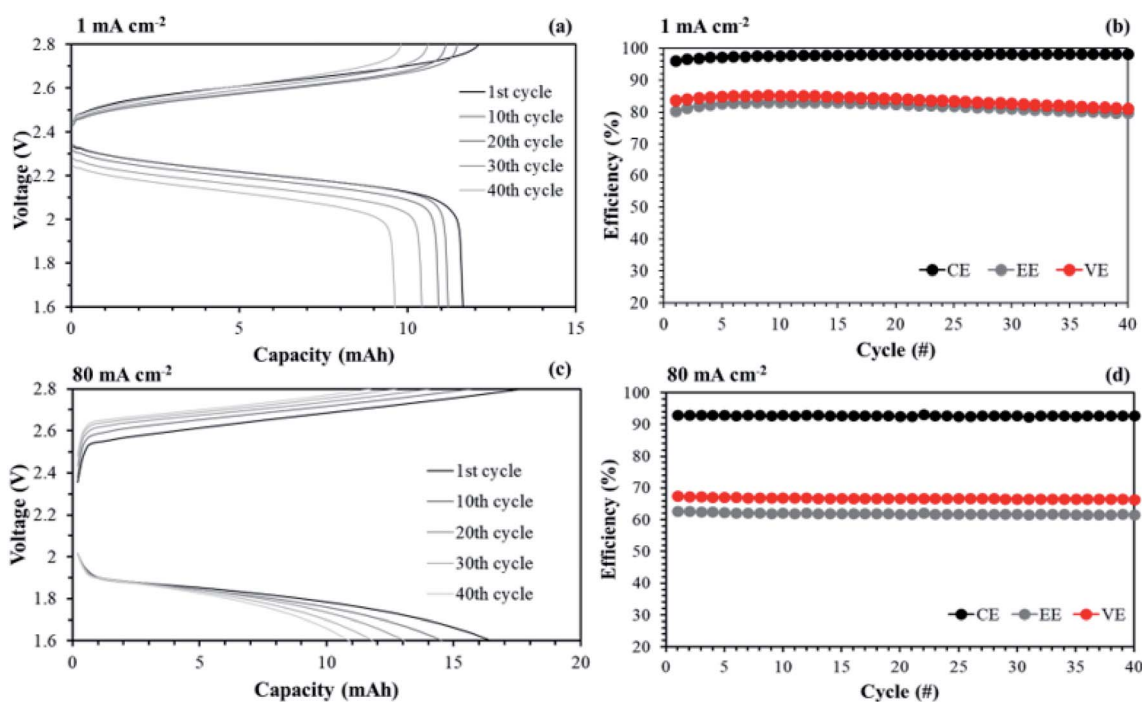 1 mA cm-2
(a)
2.8
2.6
2.4
2.2
2
1.8
1.6
Voltage (V)
1st cycle
10th cycle
20th cycle
30th cycle
40th cycle
0 5 10 15
Capacity (mAh)
1 mA cm-2
(b)
100
90
80
70
60
50
40
30
20
Efficiency (%)
CE EE VE
0 5 10 15 20 25 30 35 40
Cycle (#)
80 mA cm-2
(c)
2.8
2.6
2.4
2.2
2
1.8
1.6
Voltage (V)
1st cycle
10th cycle
20th cycle
30th cycle
40th cycle
0 5 10 15 20
Capacity (mAh)
80 mA cm-2
(d)
100
90
80
70
60
50
40
30
20
Efficiency (%)
CE EE VE
0 5 10 15 20 25 30 35 40
Cycle (#)